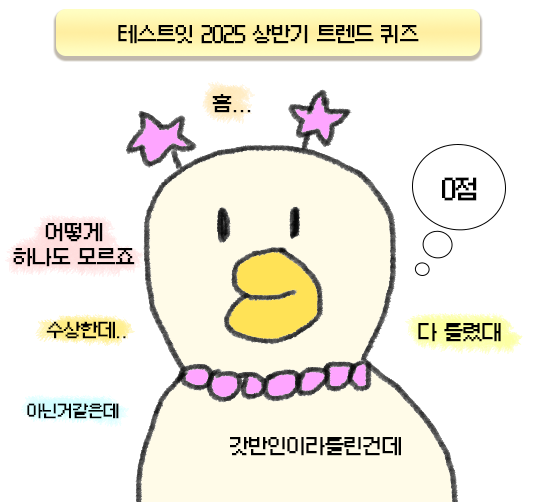 테스트잇 2025 상반기 트렌드 퀴즈
흠...
0점
어떻게
하나도 모르죠
수상한데..
다 틀렸대
아닌거같은데
갓반인이라틀린건데